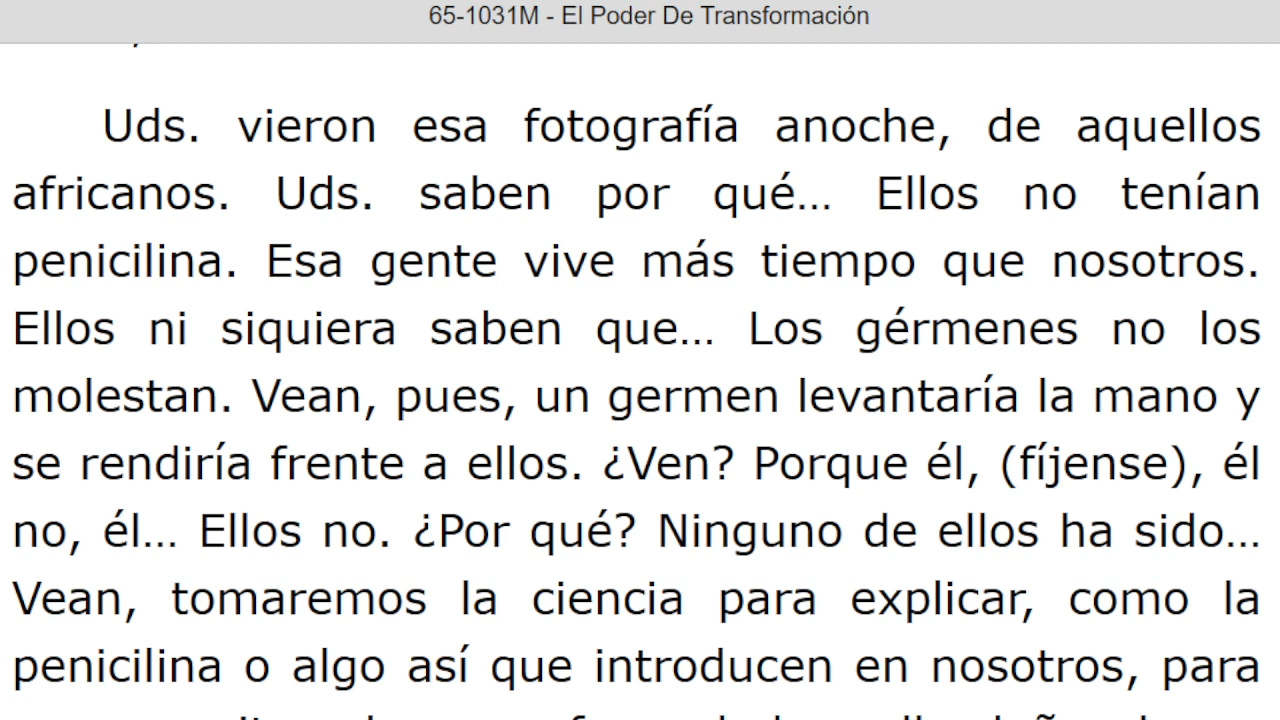 65-1031M - El Poder De Transformación
Uds. vieron esa fotografía anoche, de aquellos
africanos. Uds. saben por qué... Ellos no tenían
penicilina. Esa gente vive más tiempo que nosotros.
Ellos ni siquiera saben que... Los gérmenes no los
molestan. Vean, pues, un germen levantaría la mano y
se rendiría frente a ellos. ¿Ven? Porque él, (fíjense), él
no, él... Ellos no. ¿Por qué? Ninguno de ellos ha sido...
Vean, tomaremos la ciencia para explicar, como la
penicilina o algo así que introducen en nosotros, para